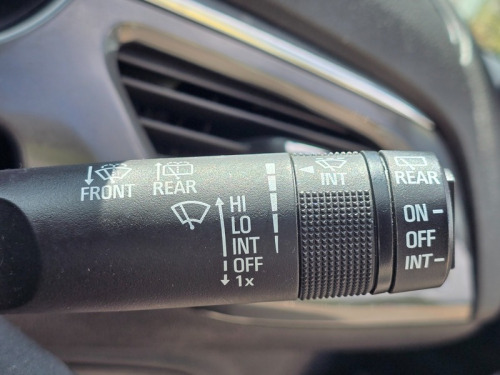 FRONT
REAR
HI
LO
INT
OFF
1x
INT
REAR
ON
OFF
INT